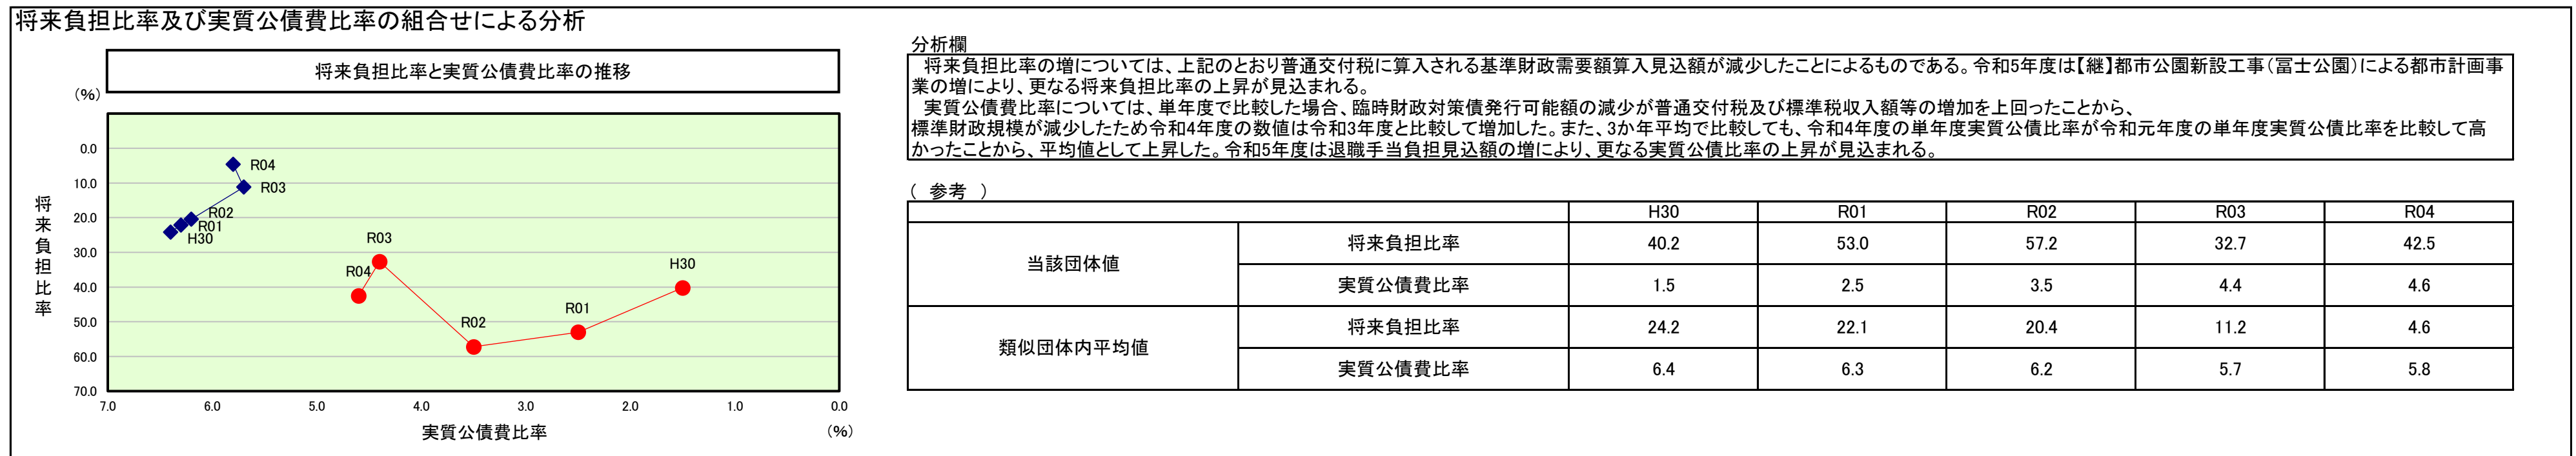 将来負担比率及び実質公債費比率の組合せによる分析
将来負担比率と実質公債費比率の推移
(%)
0.0
10.0
20.0
30.0
40.0
50.0
60.0
70.0
7.0
6.0
5.0
4.0
3.0
2.0
1.0
0.0
将来負担比率
実質公債費比率
(%)
R04
R03
R02
R01
H30
R03
R04
H30
R01
R02
分析欄
将来負担比率の増については、上記のとおり普通交付税に算入される基準財政需要額算入見込額が減少したことによるものである。令和5年度は【継】都市公園新設工事(冨士公園)による都市計画事
業の増により、更なる将来負担比率の上昇が見込まれる。
実質公債費比率については、単年度で比較した場合、臨時財政対策債発行可能額の減少が普通交付税及び標準税収入額等の増加を上回ったことから、
標準財政規模が減少したため令和4年度の数値は令和3年度と比較して増加した。また、3か年平均で比較しても、令和4年度の単年度実質公債比率が令和元年度の単年度実質公債比率を比較して高
かったことから、平均値として上昇した。令和5年度は退職手当負担見込額の増により、更なる実質公債比率の上昇が見込まれる。
( 参考 )
H30 R01 R02 R03 R04
当該団体値
将来負担比率 40.2 53.0 57.2 32.7 42.5
実質公債費比率 1.5 2.5 3.5 4.4 4.6
類似団体内平均値
将来負担比率 24.2 22.1 20.4 11.2 4.6
実質公債費比率 6.4 6.3 6.2 5.7 5.8